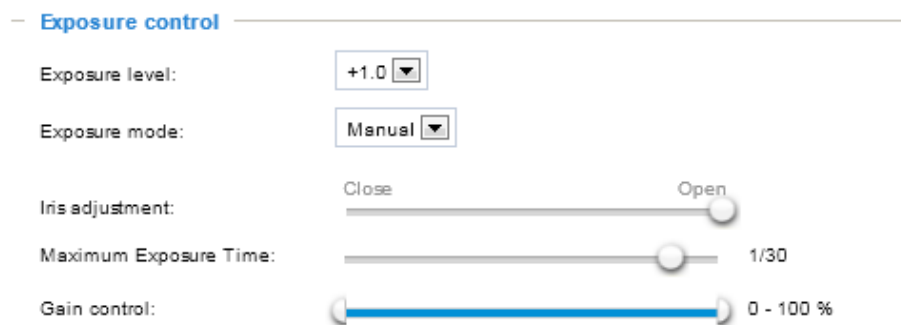 Exposure control
Exposure level: +1.0
Exposure mode: Manual
Close Open
Iris adjustment:
Maximum Exposure Time: 1/30
Gain control: 0 - 100 %